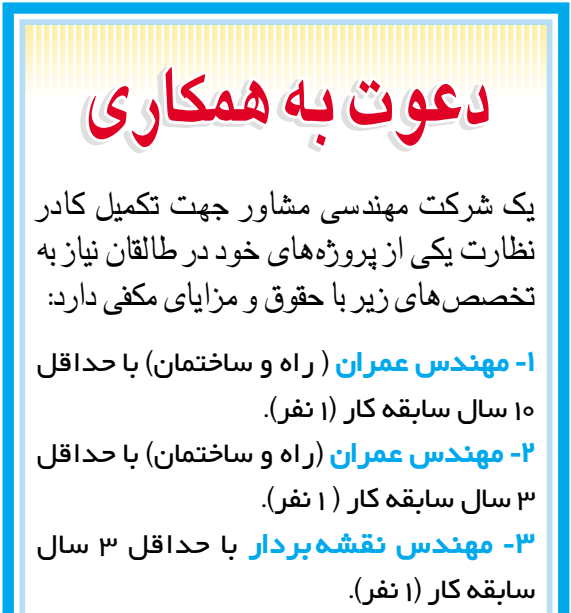 دعوت به همکاری
یک شرکت مهندسی مشاور جهت تکمیل کادر
نظارت یکی از پروژه‌های خود در طالقان نیاز به
تخصص‌های زیر با حقوق و مزایای مکفی دارد:
۱- مهندس عمران ( راه و ساختمان) با حداقل
۱۰ سال سابقه کار (۱ نفر).
۲- مهندس عمران (راه و ساختمان) با حداقل
۳ سال سابقه کار ( ۱ نفر).
۳- مهندس نقشه بردار با حداقل ۳ سال
سابقه کار (۱ نفر).